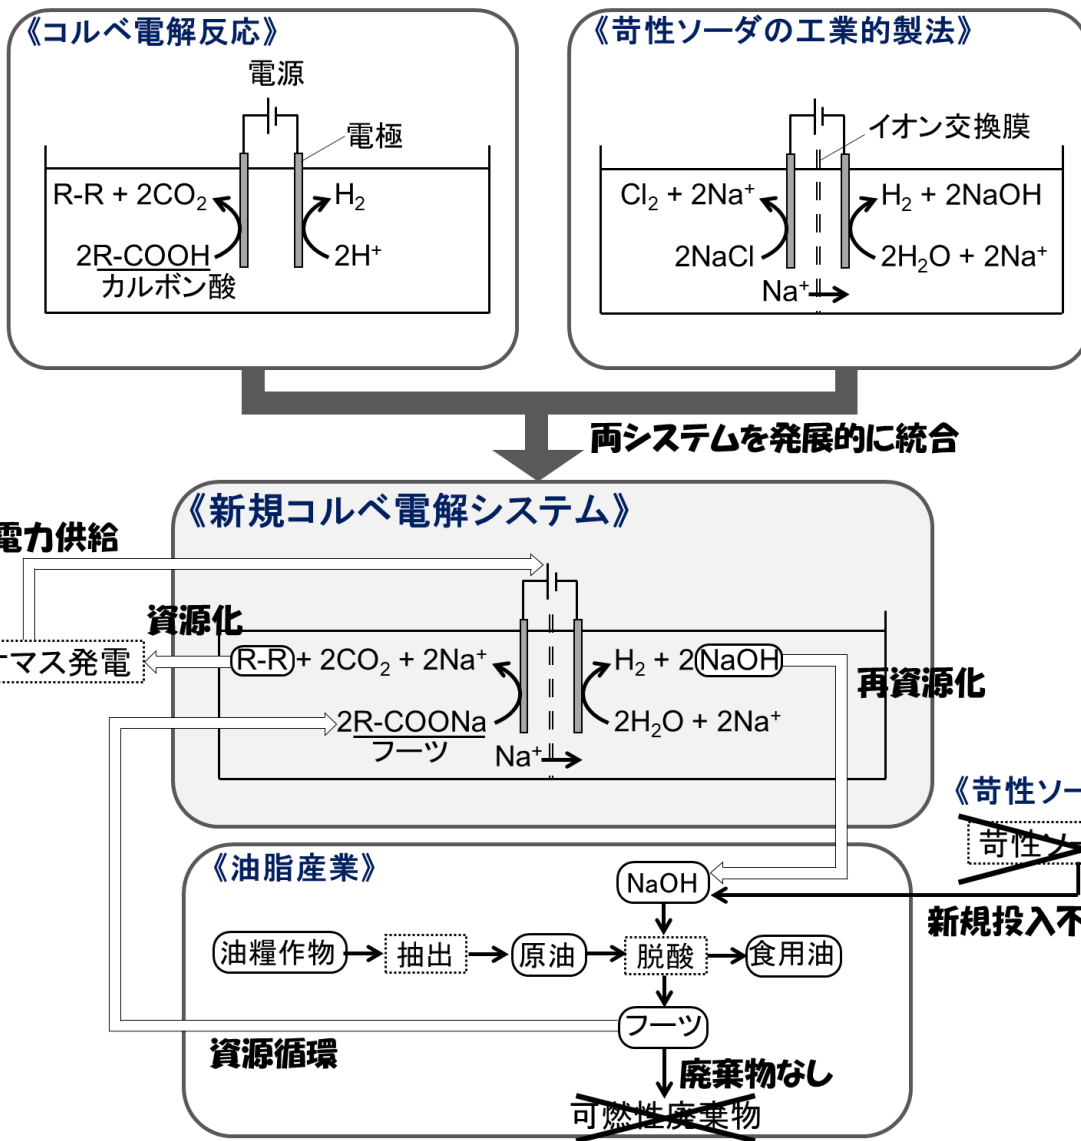 《コルベ電解反応》
電源
電極
R-R + 2CO₂
H₂
2R-COOH
2H⁺
カルボン酸
《苛性ソーダの工業的製法》
イオン交換膜
Cl₂ + 2Na⁺
H₂ + 2NaOH
2NaCl
2H₂O + 2Na⁺
Na⁺
両システムを発展的に統合
《新規コルベ電解システム》
電力供給
資源化
マス発電
R-R + 2CO₂ + 2Na⁺
H₂ + 2NaOH
再資源化
2R-COONa
2H₂O + 2Na⁺
フーツ
Na⁺
《苛性ソー
苛性ソー
《油脂産業》
NaOH
新規投入不
油糧作物
抽出
原油
脱酸
食用油
フーツ
資源循環
廃棄物なし
可燃性廃棄物